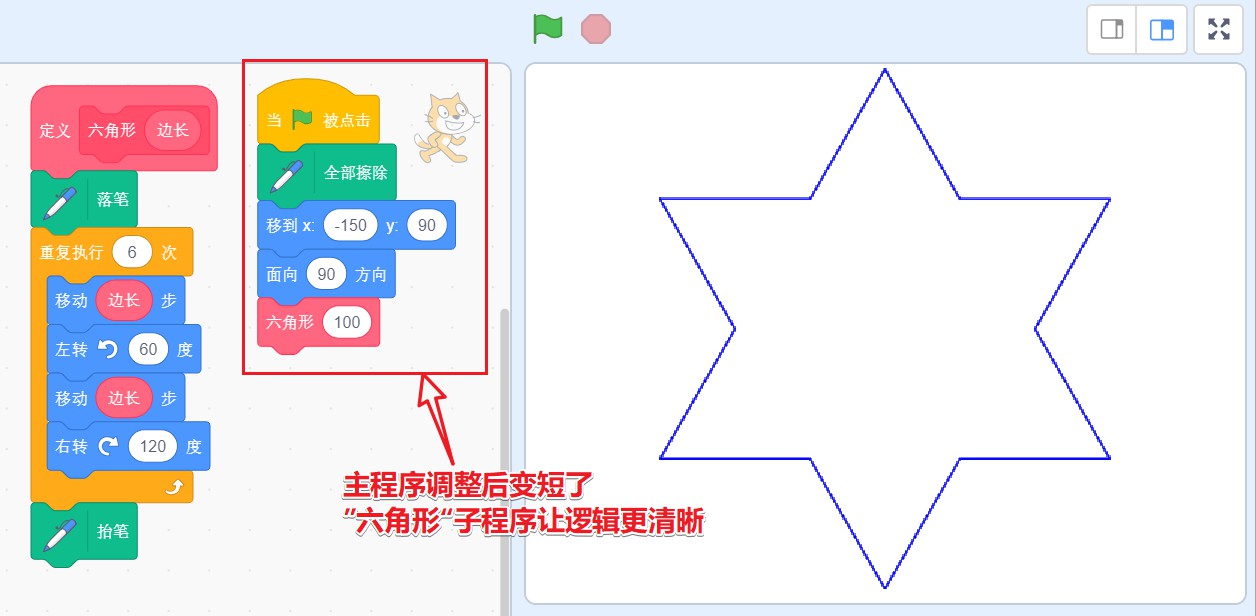 定义 六角形 边长
落笔
重复执行 6 次
移动 边长 步
左转 60 度
移动 边长 步
右转 120 度
抬笔
当 被点击
全部擦除
移到 x: -150 y: 90
面向 90 方向
六角形 100
主程序调整后变短了
"六角形"子程序让逻辑更清晰